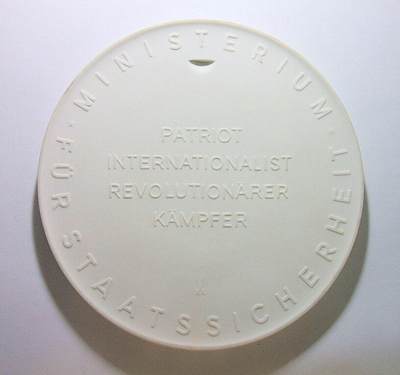 · MINISTERIUM ·
FÜR STAATSSICHERHEIT
PATRIOT
INTERNATIONALIST
REVOLUTIONÄRER
KÄMPFER